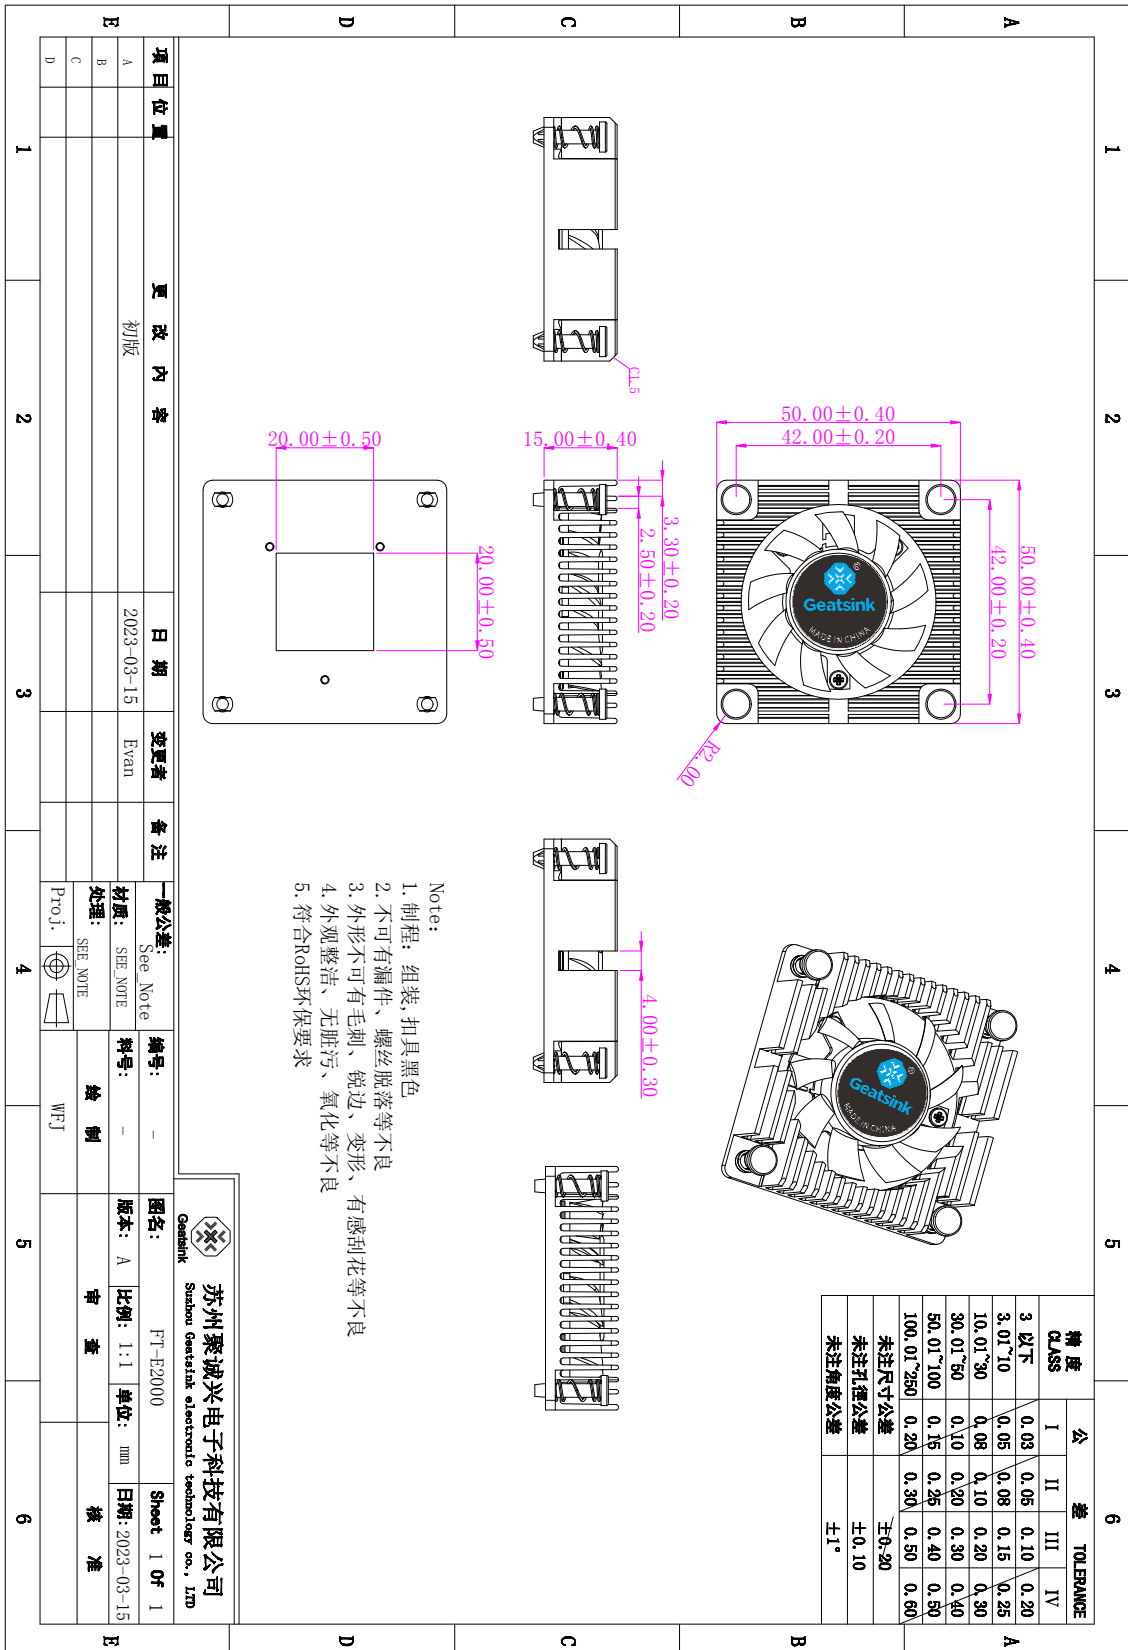 1 2 3 4 5 6
A B C D E
精 度 CLASS
公 差 TOLERANCE
I II III IV
3 以下 0.03 0.05 0.10 0.20
3.01~10 0.05 0.08 0.15 0.25
10.01~30 0.08 0.10 0.20 0.30
30.01~50 0.10 0.20 0.30 0.40
50.01~100 0.15 0.25 0.40 0.50
100.01~250 0.20 0.30 0.50 0.60
未注尺寸公差 ±0.20
未注孔徑公差 ±0.10
未注角度公差 ±1°
50.00±0.40
42.00±0.20
50.00±0.40
42.00±0.20
R2.00
®
Geatsink
MADE IN CHINA
®
Geatsink
MADE IN CHINA
C1.5
15.00±0.40
3.30±0.20
2.50±0.20
4.00±0.30
20.00±0.50
20.00±0.50
Note:
1. 制程: 组装,扣具黑色
2. 不可有漏件、螺丝脱落等不良
3. 外形不可有毛刺、锐边、变形、有感刮花等不良
4. 外观整洁、无脏污、氧化等不良
5. 符合RoHS环保要求
Geatsink
苏州聚诚兴电子科技有限公司
Suzhou Geatsink electronic technology co., LTD
項目 位置 更 改 内 容 日 期 变更者 备 注
A 初版 2023-03-15 Evan
B
C
D
一般公差: See_Note
材质: SEE_NOTE
处理: SEE_NOTE
Proj.
编号: -
料号: -
绘 制
WFJ
图名: FT-E2000
Sheet 1 Of 1
版本: A 比例: 1:1 单位: mm 日期: 2023-03-15
审 查
核 准
1 2 3 4 5 6
A B C D E